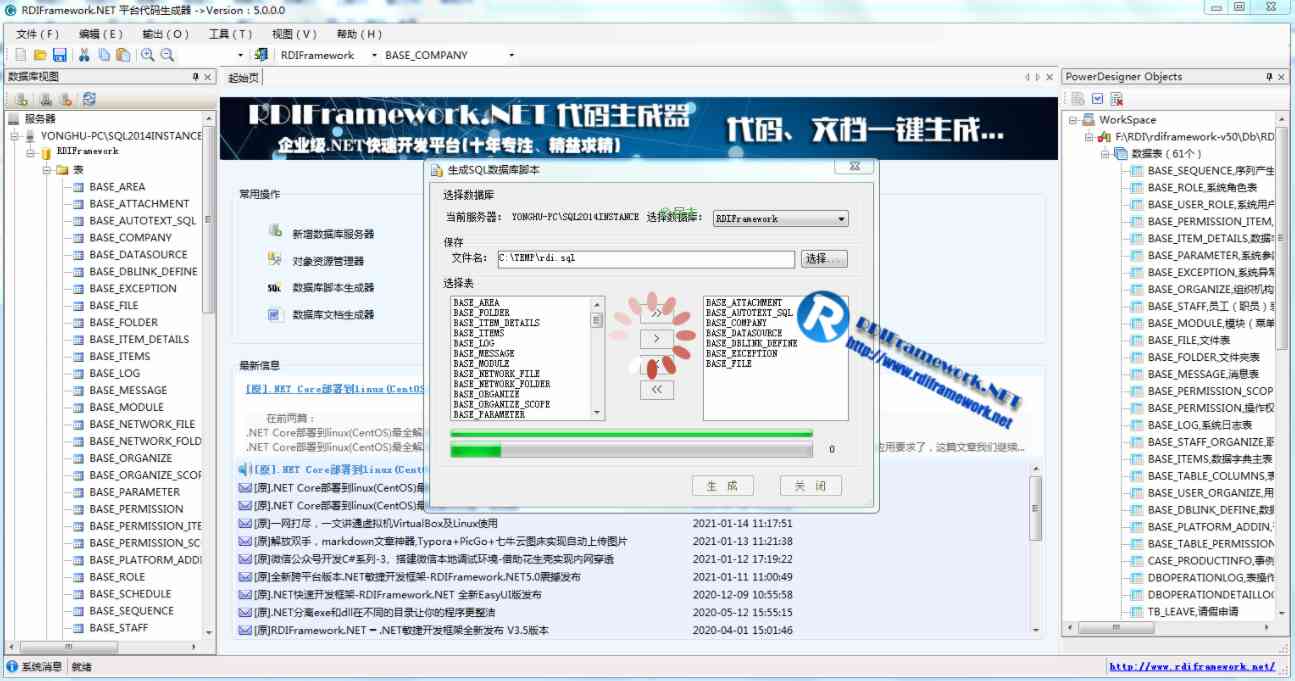 RDIFramework.NET 平台代码生成器 ->Version : 5.0.0.0
文件(F) 编辑(E) 输出(O) 工具(T) 视图(V) 帮助(H)
RDIFramework BASE_COMPANY
数据库视图
服务器
YONGHU-PC\SQL2014INSTANCE
RDIFramework
表
BASE_AREA
BASE_ATTACHMENT
BASE_AUTOTEXT_SQL
BASE_COMPANY
BASE_DATASOURCE
BASE_DBLINK_DEFINE
BASE_EXCEPTION
BASE_FILE
BASE_FOLDER
BASE_ITEM_DETAILS
BASE_ITEMS
BASE_LOG
BASE_MESSAGE
BASE_MODULE
BASE_NETWORK_FILE
BASE_NETWORK_FOLD
BASE_ORGANIZE
BASE_ORGANIZE_SCOP
BASE_PARAMETER
BASE_PERMISSION
BASE_PERMISSION_ITE
BASE_PERMISSION_SC
BASE_PLATFORM_ADDI
BASE_ROLE
BASE_SCHEDULE
BASE_SEQUENCE
BASE_STAFF
起始页
RDIFramework.NET 代码生成器
企业级.NET快速开发平台(十年专注、精益求精)
代码、文档一键生成...
常用操作
新增数据库服务器
对象资源管理器
SQL 数据库脚本生成器
数据库文档生成器
最新信息
[原].NET Core部署到linux(CentOS
在前两篇:
.NET Core部署到linux(CentOS)最全解
.NET Core部署到linux(CentOS)最全解
应用要求了，这篇文章我们继续...
[原].NET Core部署到linux(Cent
[原].NET Core部署到linux(CentOS)最
[原].NET Core部署到linux(CentOS)最
[原]一网打尽，一文讲通虚拟机VirtualBox及Linux使用 2021-01-14 11:17:51
[原]解放双手，markdown文章神器,Typora+PicGo+七牛云图床实现自动上传图片 2021-01-13 11:21:38
[原]微信公众号开发C#系列-3、搭建微信本地调试环境-借助花生壳实现内网穿透 2021-01-12 17:19:22
[原]全新跨平台版本.NET敏捷开发框架-RDIFramework.NET5.0震撼发布 2021-01-11 11:00:49
[原].NET快速开发框架-RDIFramework.NET 全新EasyUI版发布 2020-12-09 10:55:58
[原].NET分离exe和dll在不同的目录让你的程序更整洁 2020-05-12 15:55:15
[原]RDIFramework.NET ━ .NET敏捷开发框架全新发布 V3.5版本 2020-04-01 15:01:46
生成SQL数据库脚本
选择数据库
当前服务器: YONGHU-PC\SQL2014INSTANCE 选择数据库: RDIFramework
保存
文件名: C:\TEMP\rdi.sql 选择...
选择表
BASE_AREA
BASE_FOLDER
BASE_ITEM_DETAILS
BASE_ITEMS
BASE_LOG
BASE_MESSAGE
BASE_MODULE
BASE_NETWORK_FILE
BASE_NETWORK_FOLDER
BASE_ORGANIZE
BASE_ORGANIZE_SCOPE
BASE_PARAMETER
>>
>
<<
BASE_ATTACHMENT
BASE_AUTOTEXT_SQL
BASE_COMPANY
BASE_DATASOURCE
BASE_DBLINK_DEFINE
BASE_EXCEPTION
BASE_FILE
0
生 成 关 闭
RDIFramework.NET
http://www.rdiframework.net
PowerDesigner Objects
WorkSpace
F:\RDI\rdiframework-v50\Db\RD
数据表（61个）
BASE_SEQUENCE,序列产生
BASE_ROLE,系统角色表
BASE_USER_ROLE,系统用户
BASE_PERMISSION_ITEM,
BASE_ITEM_DETAILS,数据
BASE_PARAMETER,系统参
BASE_EXCEPTION,系统异常
BASE_ORGANIZE,组织机构
BASE_STAFF,员工（职员）
BASE_MODULE,模块（菜单
BASE_FILE,文件表
BASE_FOLDER,文件夹表
BASE_MESSAGE,消息表
BASE_PERMISSION_SCOP
BASE_PERMISSION,操作权
BASE_LOG,系统日志表
BASE_STAFF_ORGANIZE,职
BASE_ITEMS,数据字典主表
BASE_TABLE_COLUMNS,
BASE_USER_ORGANIZE,用
BASE_DBLINK_DEFINE,数据
BASE_PLATFORM_ADDIN,
BASE_TABLE_PERMISSION
CASE_PRODUCTINFO,事例
DBOPERATIONLOG,表操作
DBOPERATIONDETAILLOG
TB_LEAVE,请假申请
系统消息 就绪
http://www.rdiframework.net/